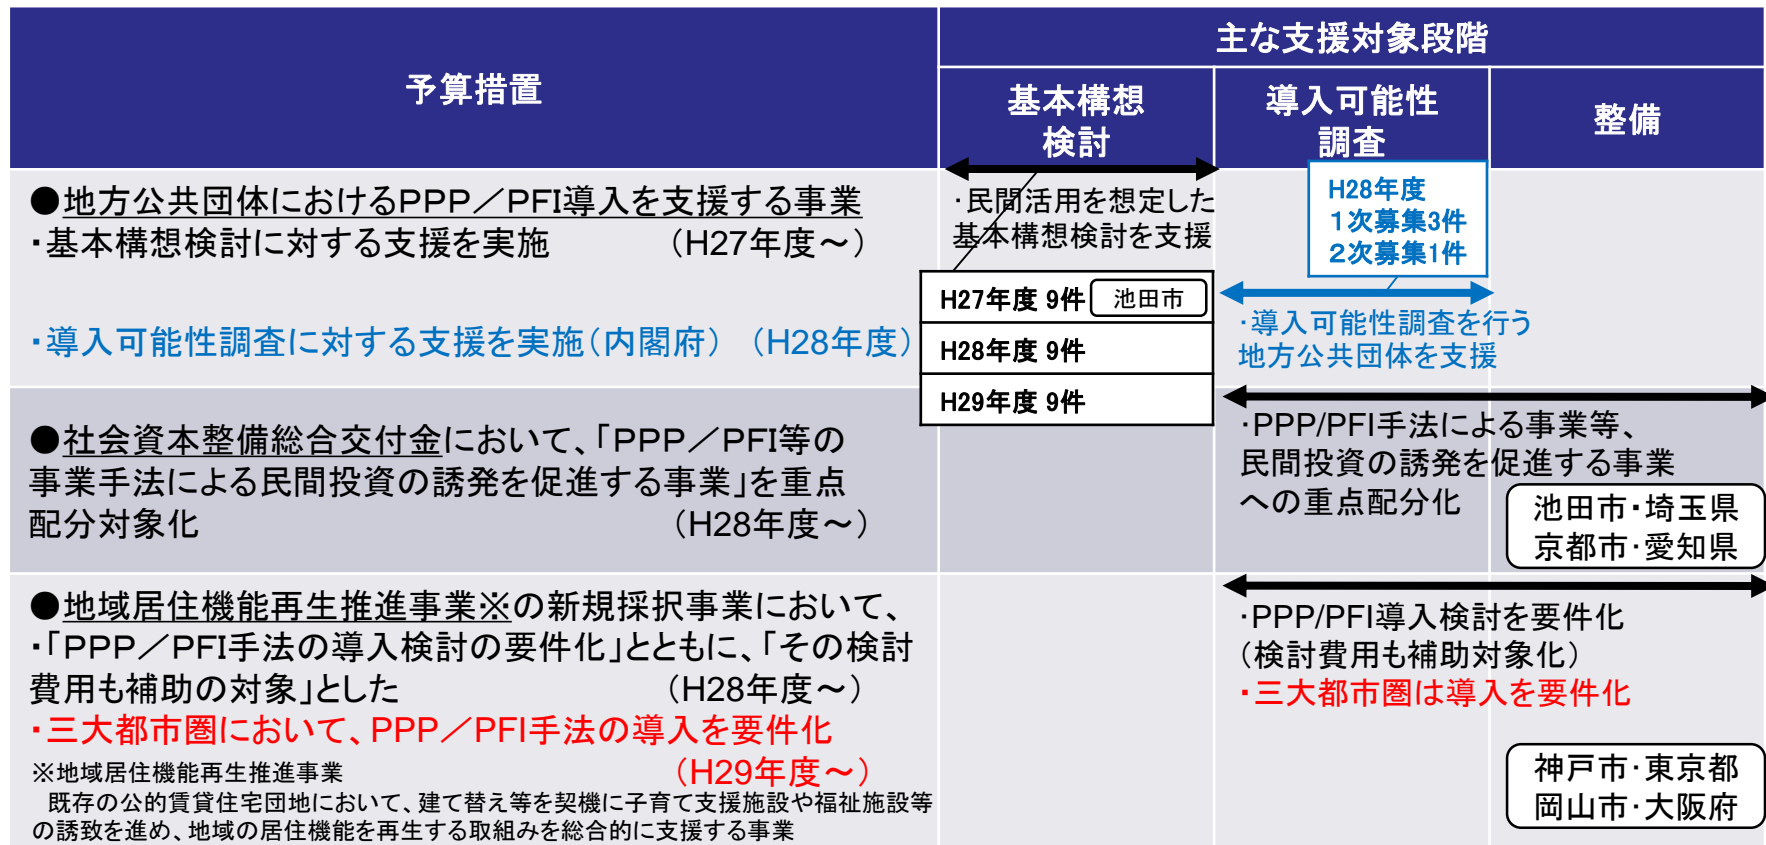 予算措置
主な支援対象段階
基本構想
検討
導入可能性
調査
整備
●地方公共団体におけるPPP／PFI導入を支援する事業
・基本構想検討に対する支援を実施　（H27年度～）
・導入可能性調査に対する支援を実施（内閣府）　（H28年度）
・民間活用を想定した
基本構想検討を支援
H27年度 9件
池田市
H28年度 9件
H29年度 9件
H28年度
１次募集3件
２次募集1件
・導入可能性調査を行う
地方公共団体を支援
●社会資本整備総合交付金において、「PPP／PFI等の
事業手法による民間投資の誘発を促進する事業」を重点
配分対象化　（H28年度～）
・PPP/PFI手法による事業等、
民間投資の誘発を促進する事業
への重点配分化
池田市・埼玉県
京都市・愛知県
●地域居住機能再生推進事業※の新規採択事業において、
・「PPP／PFI手法の導入検討の要件化」とともに、「その検討
費用も補助の対象」とした　（H28年度～）
・三大都市圏において、PPP／PFI手法の導入を要件化
（H29年度～）
※地域居住機能再生推進事業
既存の公的賃貸住宅団地において、建て替え等を契機に子育て支援施設や福祉施設等
の誘致を進め、地域の居住機能を再生する取組みを総合的に支援する事業
・PPP/PFI導入検討を要件化
（検討費用も補助対象化）
・三大都市圏は導入を要件化
神戸市・東京都
岡山市・大阪府